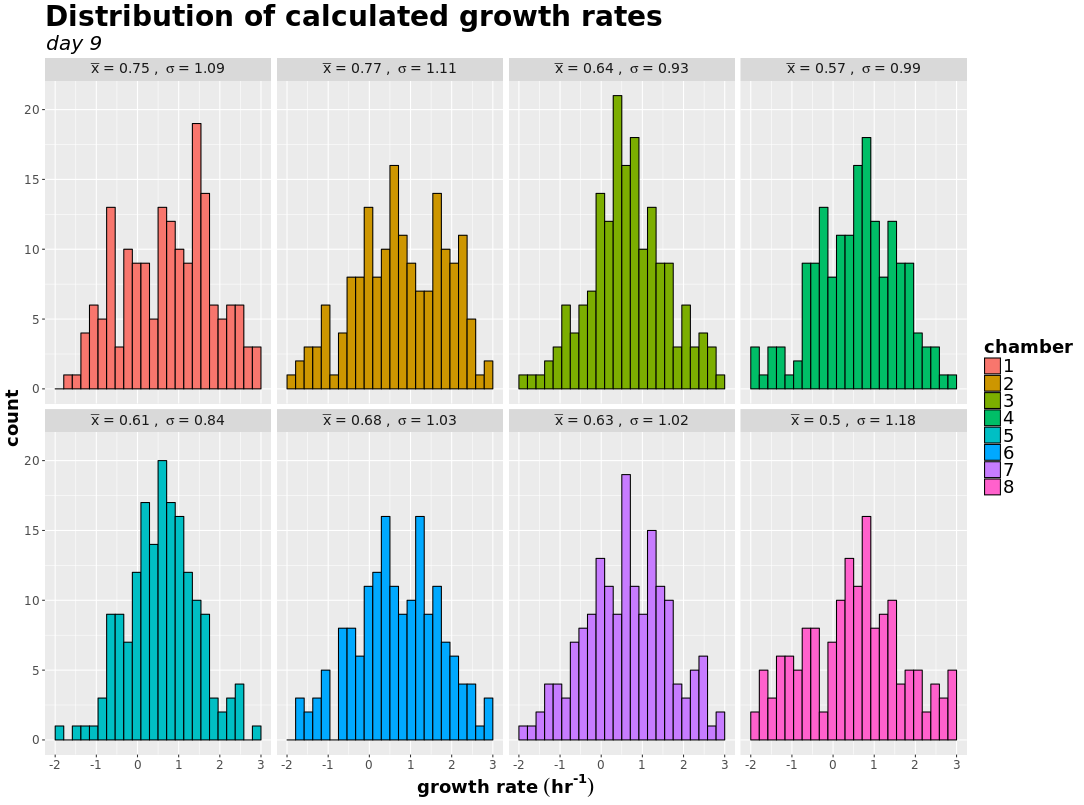 Distribution of calculated growth rates
day 9
x̅ = 0.75 , σ = 1.09
x̅ = 0.77 , σ = 1.11
x̅ = 0.64 , σ = 0.93
x̅ = 0.57 , σ = 0.99
20
15
10
5
0
x̅ = 0.61 , σ = 0.84
x̅ = 0.68 , σ = 1.03
x̅ = 0.63 , σ = 1.02
x̅ = 0.5 , σ = 1.18
20
15
10
5
0
-2 -1 0 1 2 3
-2 -1 0 1 2 3
-2 -1 0 1 2 3
-2 -1 0 1 2 3
growth rate (hr⁻¹)
count
chamber
1
2
3
4
5
6
7
8